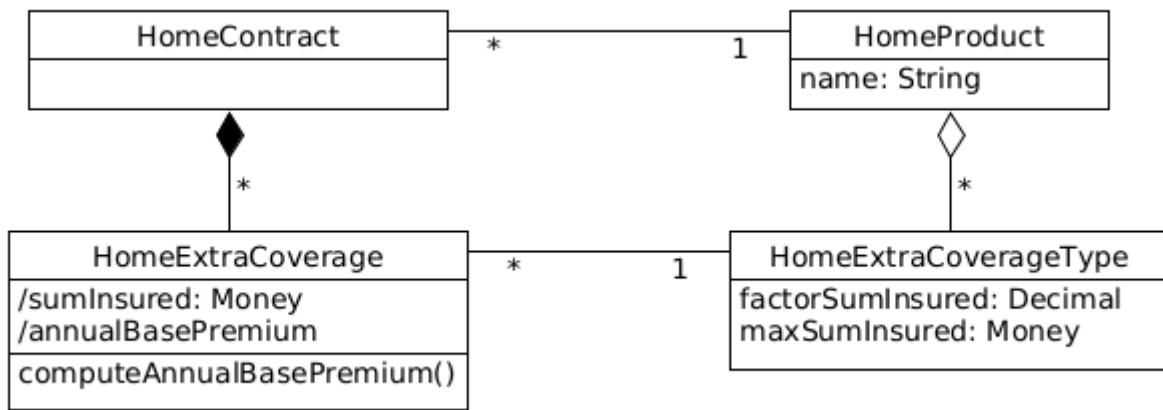 HomeContract
* 1
HomeProduct
name: String
*
*
HomeExtraCoverage
/sumInsured: Money
/annualBasePremium
computeAnnualBasePremium()
* 1
HomeExtraCoverageType
factorSumInsured: Decimal
maxSumInsured: Money